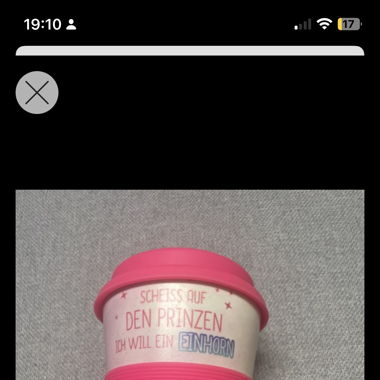 19:10
17
SCHEISS AUF
DEN PRINZEN
ICH WILL EIN EINHORN